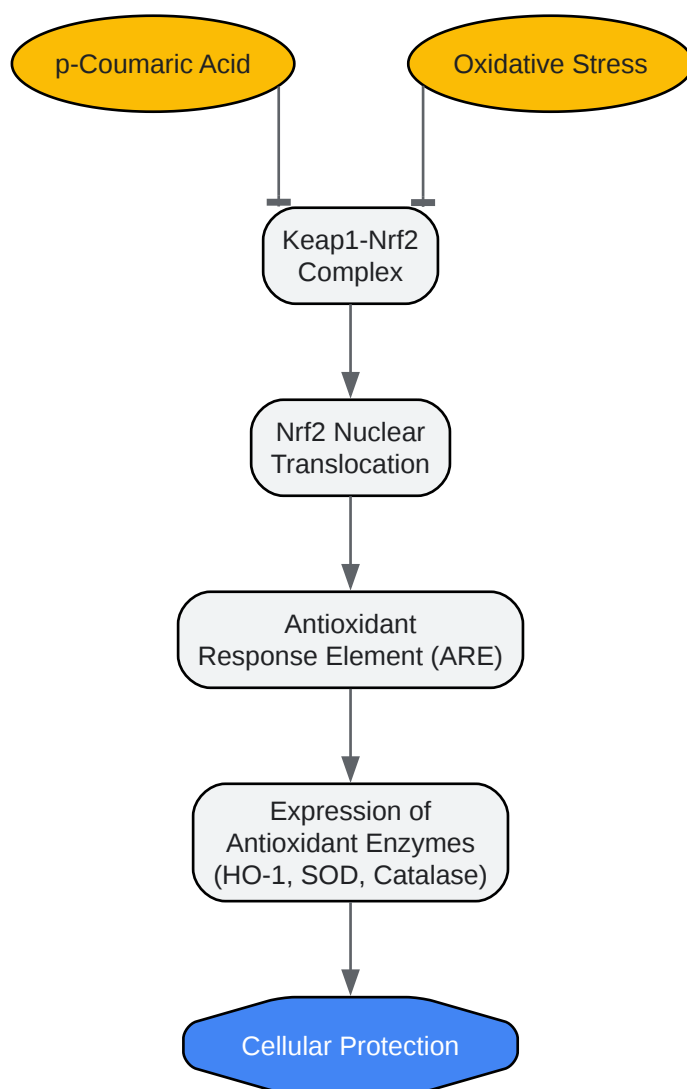 p-Coumaric Acid
Oxidative Stress
Keap1-Nrf2
Complex
Nrf2 Nuclear
Translocation
Antioxidant
Response Element (ARE)
Expression of
Antioxidant Enzymes
(HO-1, SOD, Catalase)
Cellular Protection